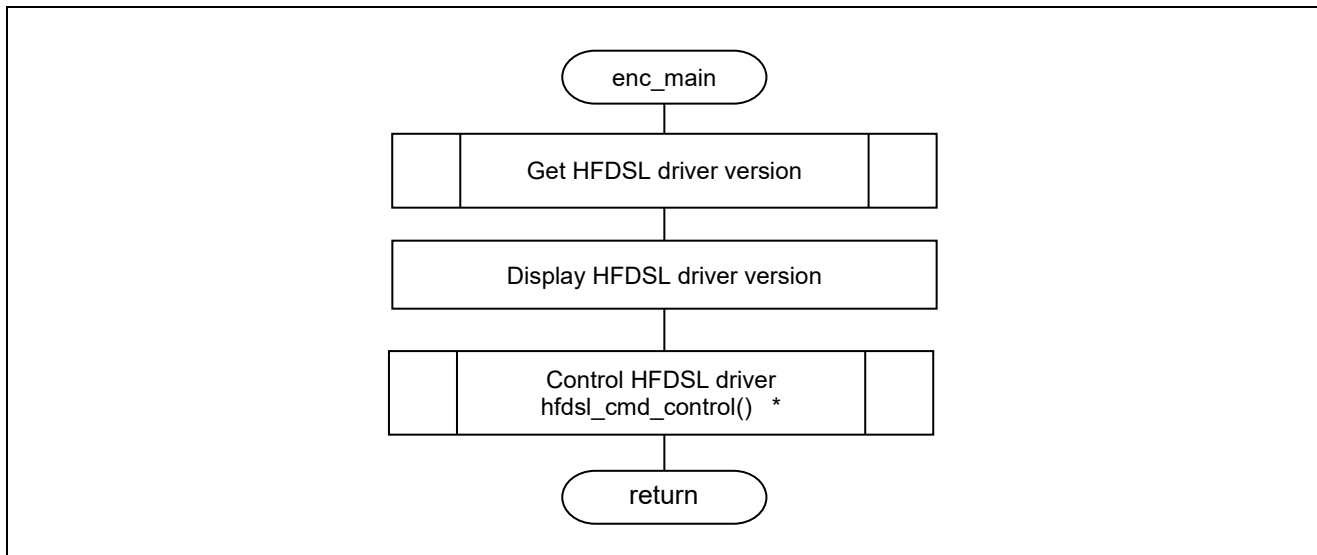 enc_main
Get HFDSL driver version
Display HFDSL driver version
Control HFDSL driver
hfdsl_cmd_control() *
return